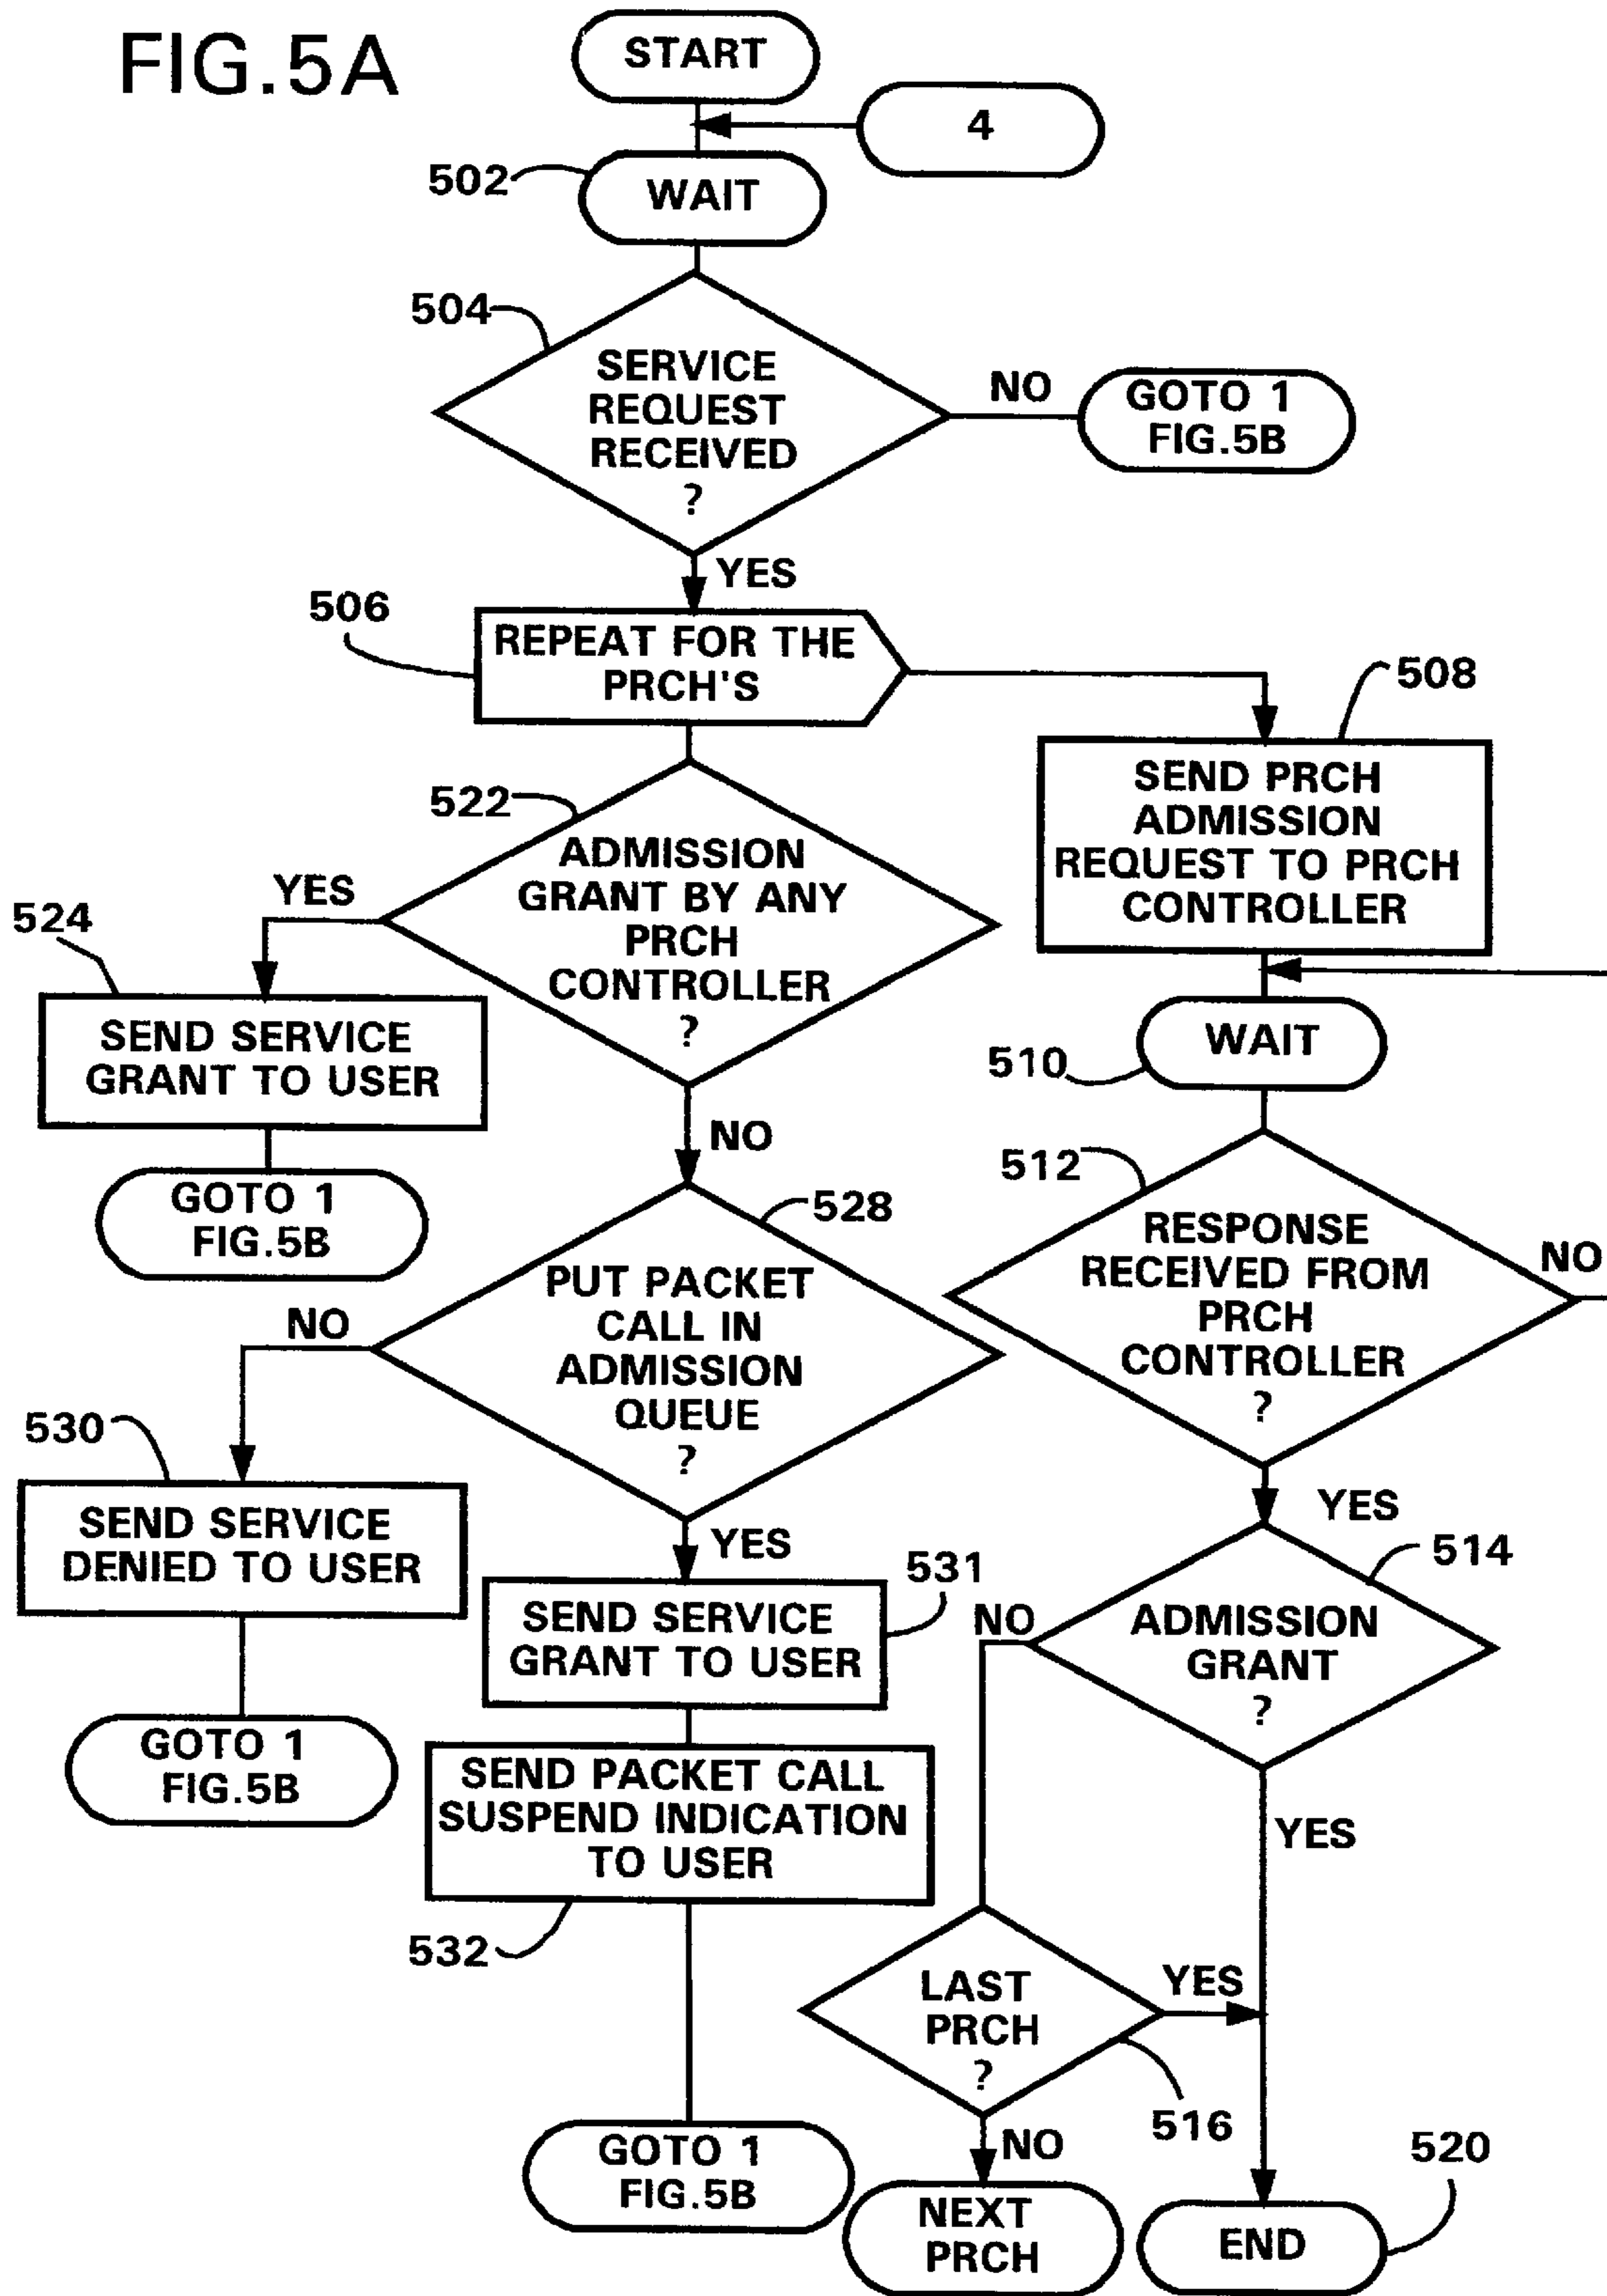 FIG.5A
START
4
502
WAIT
504
SERVICE
REQUEST
RECEIVED
?
NO
GOTO 1
FIG.5B
YES
506
REPEAT FOR THE
PRCH'S
508
SEND PRCH
ADMISSION
REQUEST TO PRCH
CONTROLLER
522
ADMISSION
GRANT BY ANY
PRCH
CONTROLLER
?
YES
524
SEND SERVICE
GRANT TO USER
GOTO 1
FIG.5B
NO
510
WAIT
512
RESPONSE
RECEIVED FROM
PRCH
CONTROLLER
?
NO
528
PUT PACKET
CALL IN
ADMISSION
QUEUE
?
NO
530
SEND SERVICE
DENIED TO USER
GOTO 1
FIG.5B
YES
531
SEND SERVICE
GRANT TO USER
SEND PACKET CALL
SUSPEND INDICATION
TO USER
532
GOTO 1
FIG.5B
YES
514
ADMISSION
GRANT
?
NO
YES
LAST
PRCH
?
YES
516
NO
NEXT
PRCH
520
END